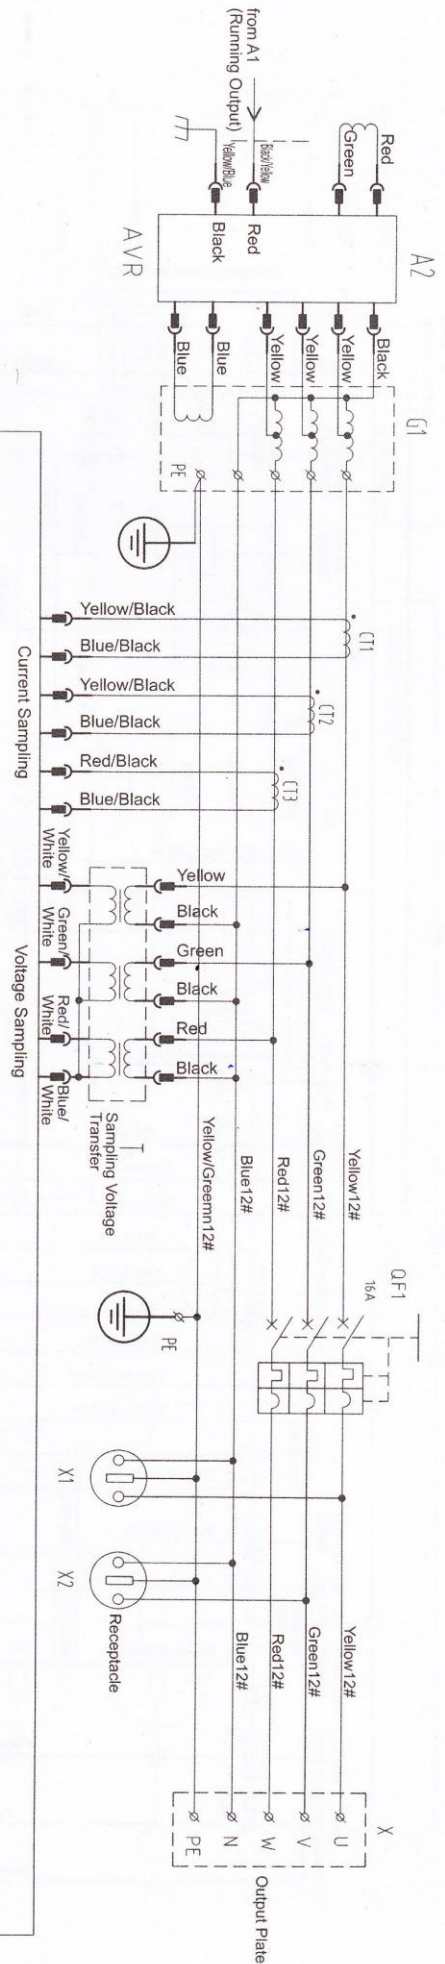 from A1
(Running Output)
Black/Yellow
Yellow/Blue
Red
Green
Red
Black
A2
AVR
Black
Yellow
Yellow
Yellow
Blue
Blue
G1
PE
CT1
CT2
CT3
Yellow/Black
Blue/Black
Yellow/Black
Blue/Black
Red/Black
Blue/Black
Current Sampling
Yellow
Black
Green
Black
Red
Black
Yellow/
White
Green/
White
Red/
White
Blue/
White
Voltage Sampling
T
Sampling Voltage
Transfer
Yellow12#
Green12#
Red12#
Blue12#
Yellow/Greemn12#
QF1
16A
PE
X1
X2
Receptacle
Yellow12#
Green12#
Red12#
Blue12#
X
U
V
W
N
PE
Output Plate